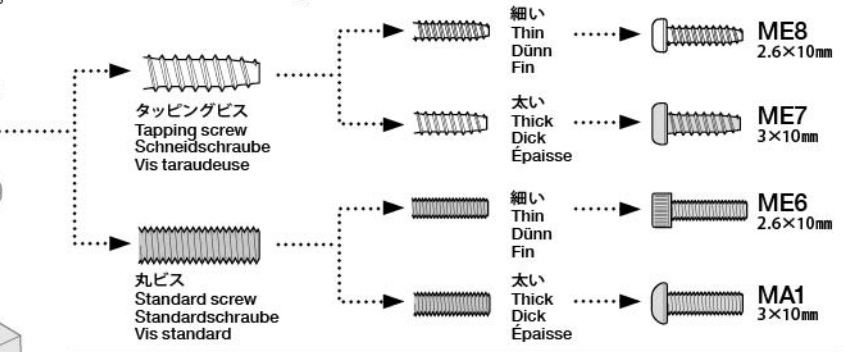 タッピングビス
Tapping screw
Schneidschraube
Vis taraudeuse
細い
Thin
Dünn
Fin
ME8
2.6×10㎜
太い
Thick
Dick
Épaisse
ME7
3×10㎜
丸ビス
Standard screw
Standardschraube
Vis standard
細い
Thin
Dünn
Fin
ME6
2.6×10㎜
太い
Thick
Dick
Épaisse
MA1
3×10㎜